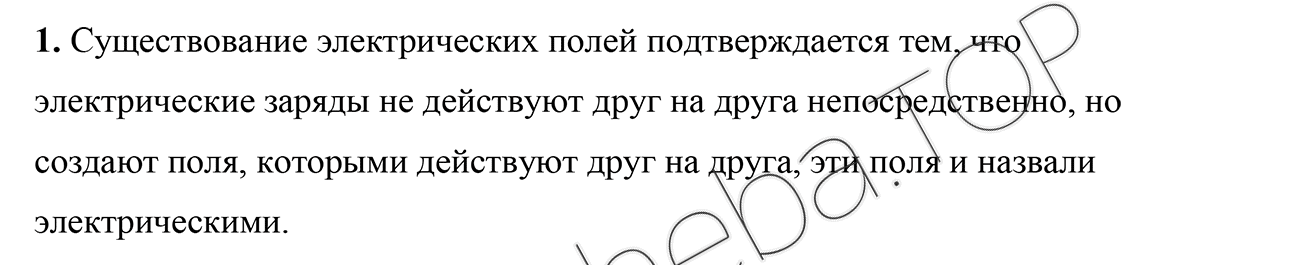 1. Существование электрических полей подтверждается тем, что
электрические заряды не действуют друг на друга непосредственно, но
создают поля, которыми действуют друг на друга, эти поля и назвали
электрическими.
heba.TOP